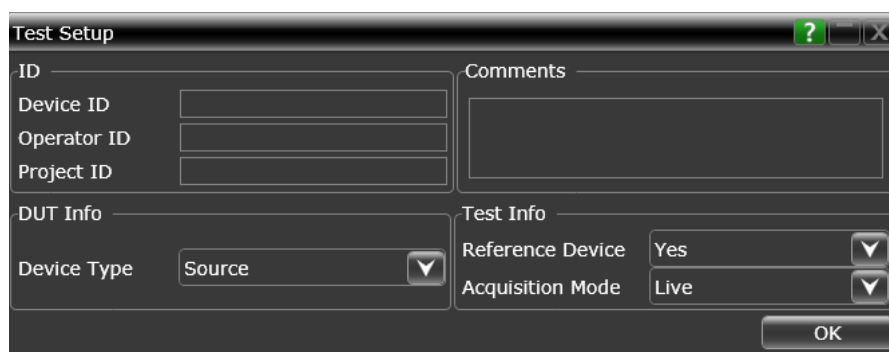 Test Setup
?
X
ID
Device ID
Operator ID
Project ID
Comments
DUT Info
Device Type
Source
Test Info
Reference Device
Yes
Acquisition Mode
Live
OK